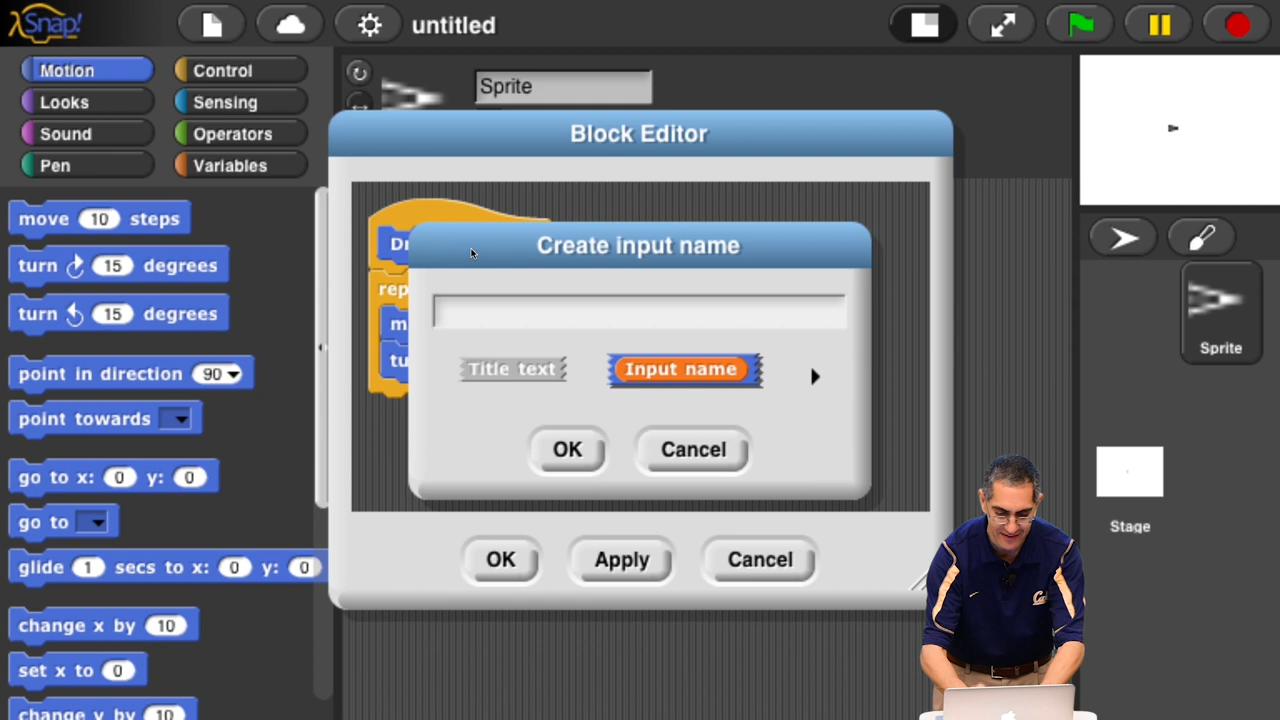 λSnap!
untitled
Motion
Control
Looks
Sensing
Sound
Operators
Pen
Variables
Sprite
move 10 steps
turn 15 degrees
turn 15 degrees
point in direction 90
point towards
go to x: 0 y: 0
go to
glide 1 secs to x: 0 y: 0
change x by 10
set x to 0
change y by 10
Block Editor
Create input name
Title text
Input name
OK
Cancel
OK
Apply
Cancel
Sprite
Stage
Cal